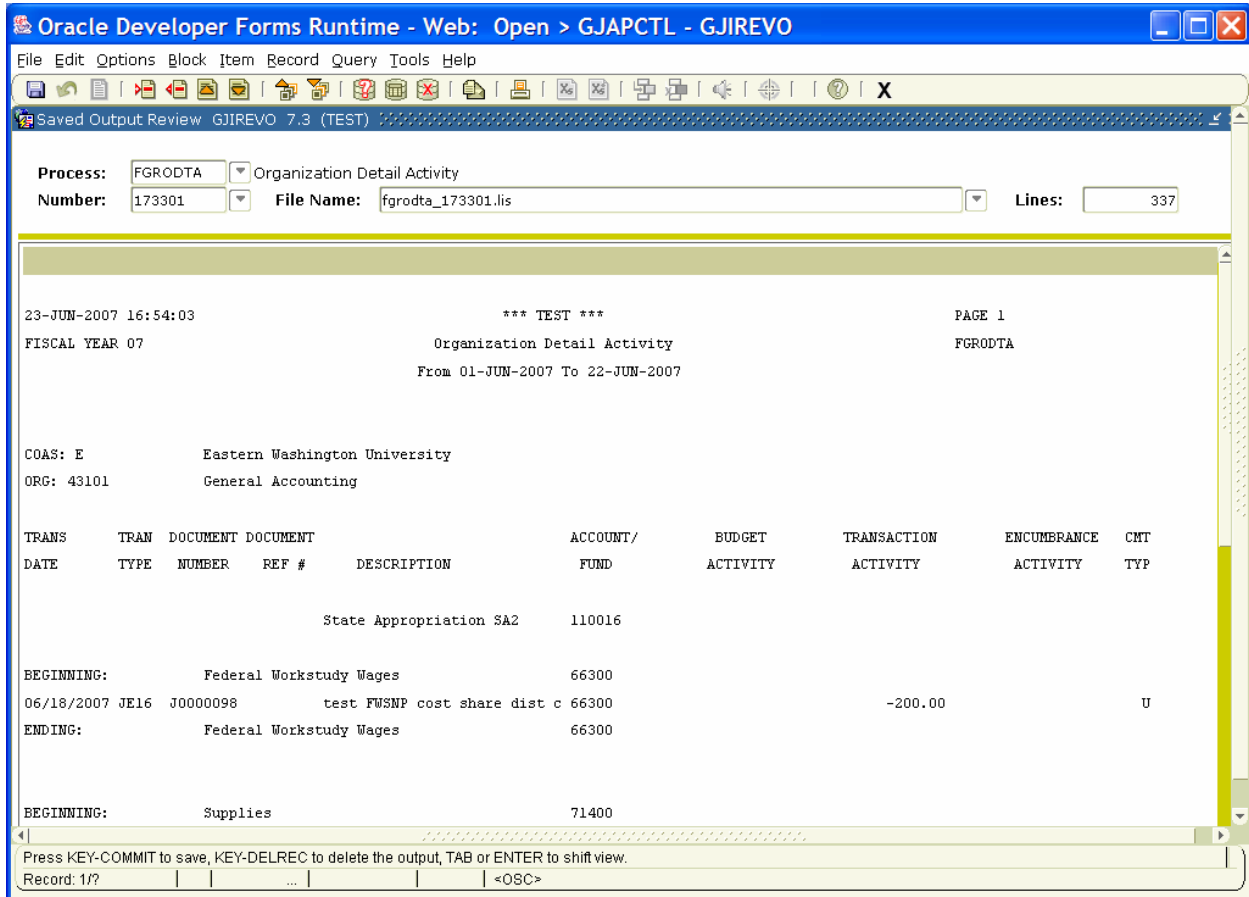 Oracle Developer Forms Runtime - Web: Open > GJAPCTL - GJIREVO
File Edit Options Block Item Record Query Tools Help
X
Saved Output Review GJIREVO 7.3 (TEST)
Process: FGRODTA Organization Detail Activity
Number: 173301 File Name: fgrodta_173301.lis Lines: 337
23-JUN-2007 16:54:03 *** TEST *** PAGE 1
FISCAL YEAR 07 Organization Detail Activity FGRODTA
From 01-JUN-2007 To 22-JUN-2007
COAS: E Eastern Washington University
ORG: 43101 General Accounting
TRANS TRAN DOCUMENT DOCUMENT ACCOUNT/ BUDGET TRANSACTION ENCUMBRANCE CMT
DATE TYPE NUMBER REF # DESCRIPTION FUND ACTIVITY ACTIVITY ACTIVITY TYP
State Appropriation SA2 110016
BEGINNING: Federal Workstudy Wages 66300
06/18/2007 JE16 J0000098 test FWSNP cost share dist c 66300 -200.00 U
ENDING: Federal Workstudy Wages 66300
BEGINNING: Supplies 71400
Press KEY-COMMIT to save, KEY-DELREC to delete the output, TAB or ENTER to shift view.
Record: 1/? ... <OSC>